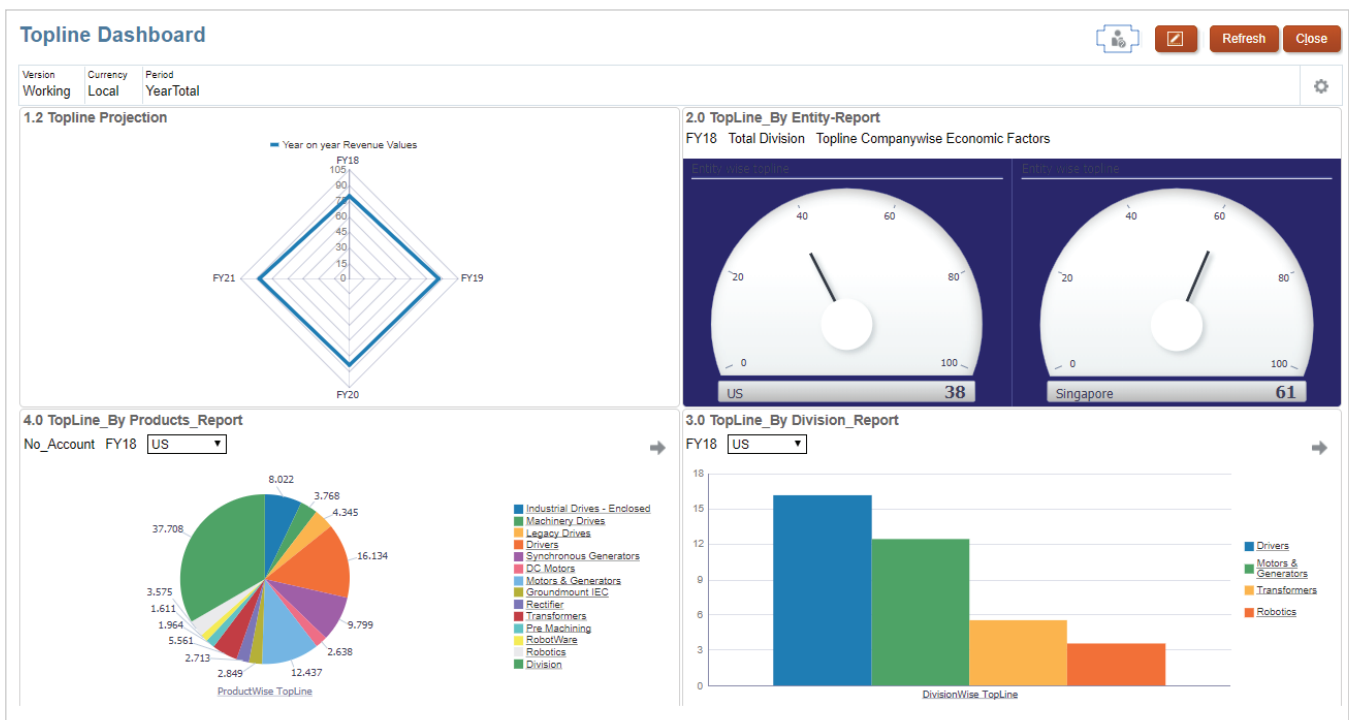 Topline Dashboard
Refresh
Close
Version
Currency
Period
Working
Local
YearTotal
1.2 Topline Projection
Year on year Revenue Values
FY18
105
90
75
60
45
30
15
0
FY21
FY19
FY20
2.0 TopLine_By Entity-Report
FY18 Total Division Topline Companywise Economic Factors
Entity wise topline
0
20
40
60
80
100
US 38
Entity wise topline
0
20
40
60
80
100
Singapore 61
4.0 TopLine_By Products_Report
No_Account FY18 US
8.022
3.768
4.345
16.134
9.799
2.638
12.437
2.849
2.713
5.561
1.964
1.611
3.575
37.708
ProductWise TopLine
Industrial Drives - Enclosed
Machinery Drives
Legacy Drives
Drivers
Synchronous Generators
DC Motors
Motors & Generators
Groundmount IEC
Rectifier
Transformers
Pre Machining
RobotWare
Robotics
Division
3.0 TopLine_By Division_Report
FY18 US
18
15
12
9
6
3
0
DivisionWise TopLine
Drivers
Motors &
Generators
Transformers
Robotics